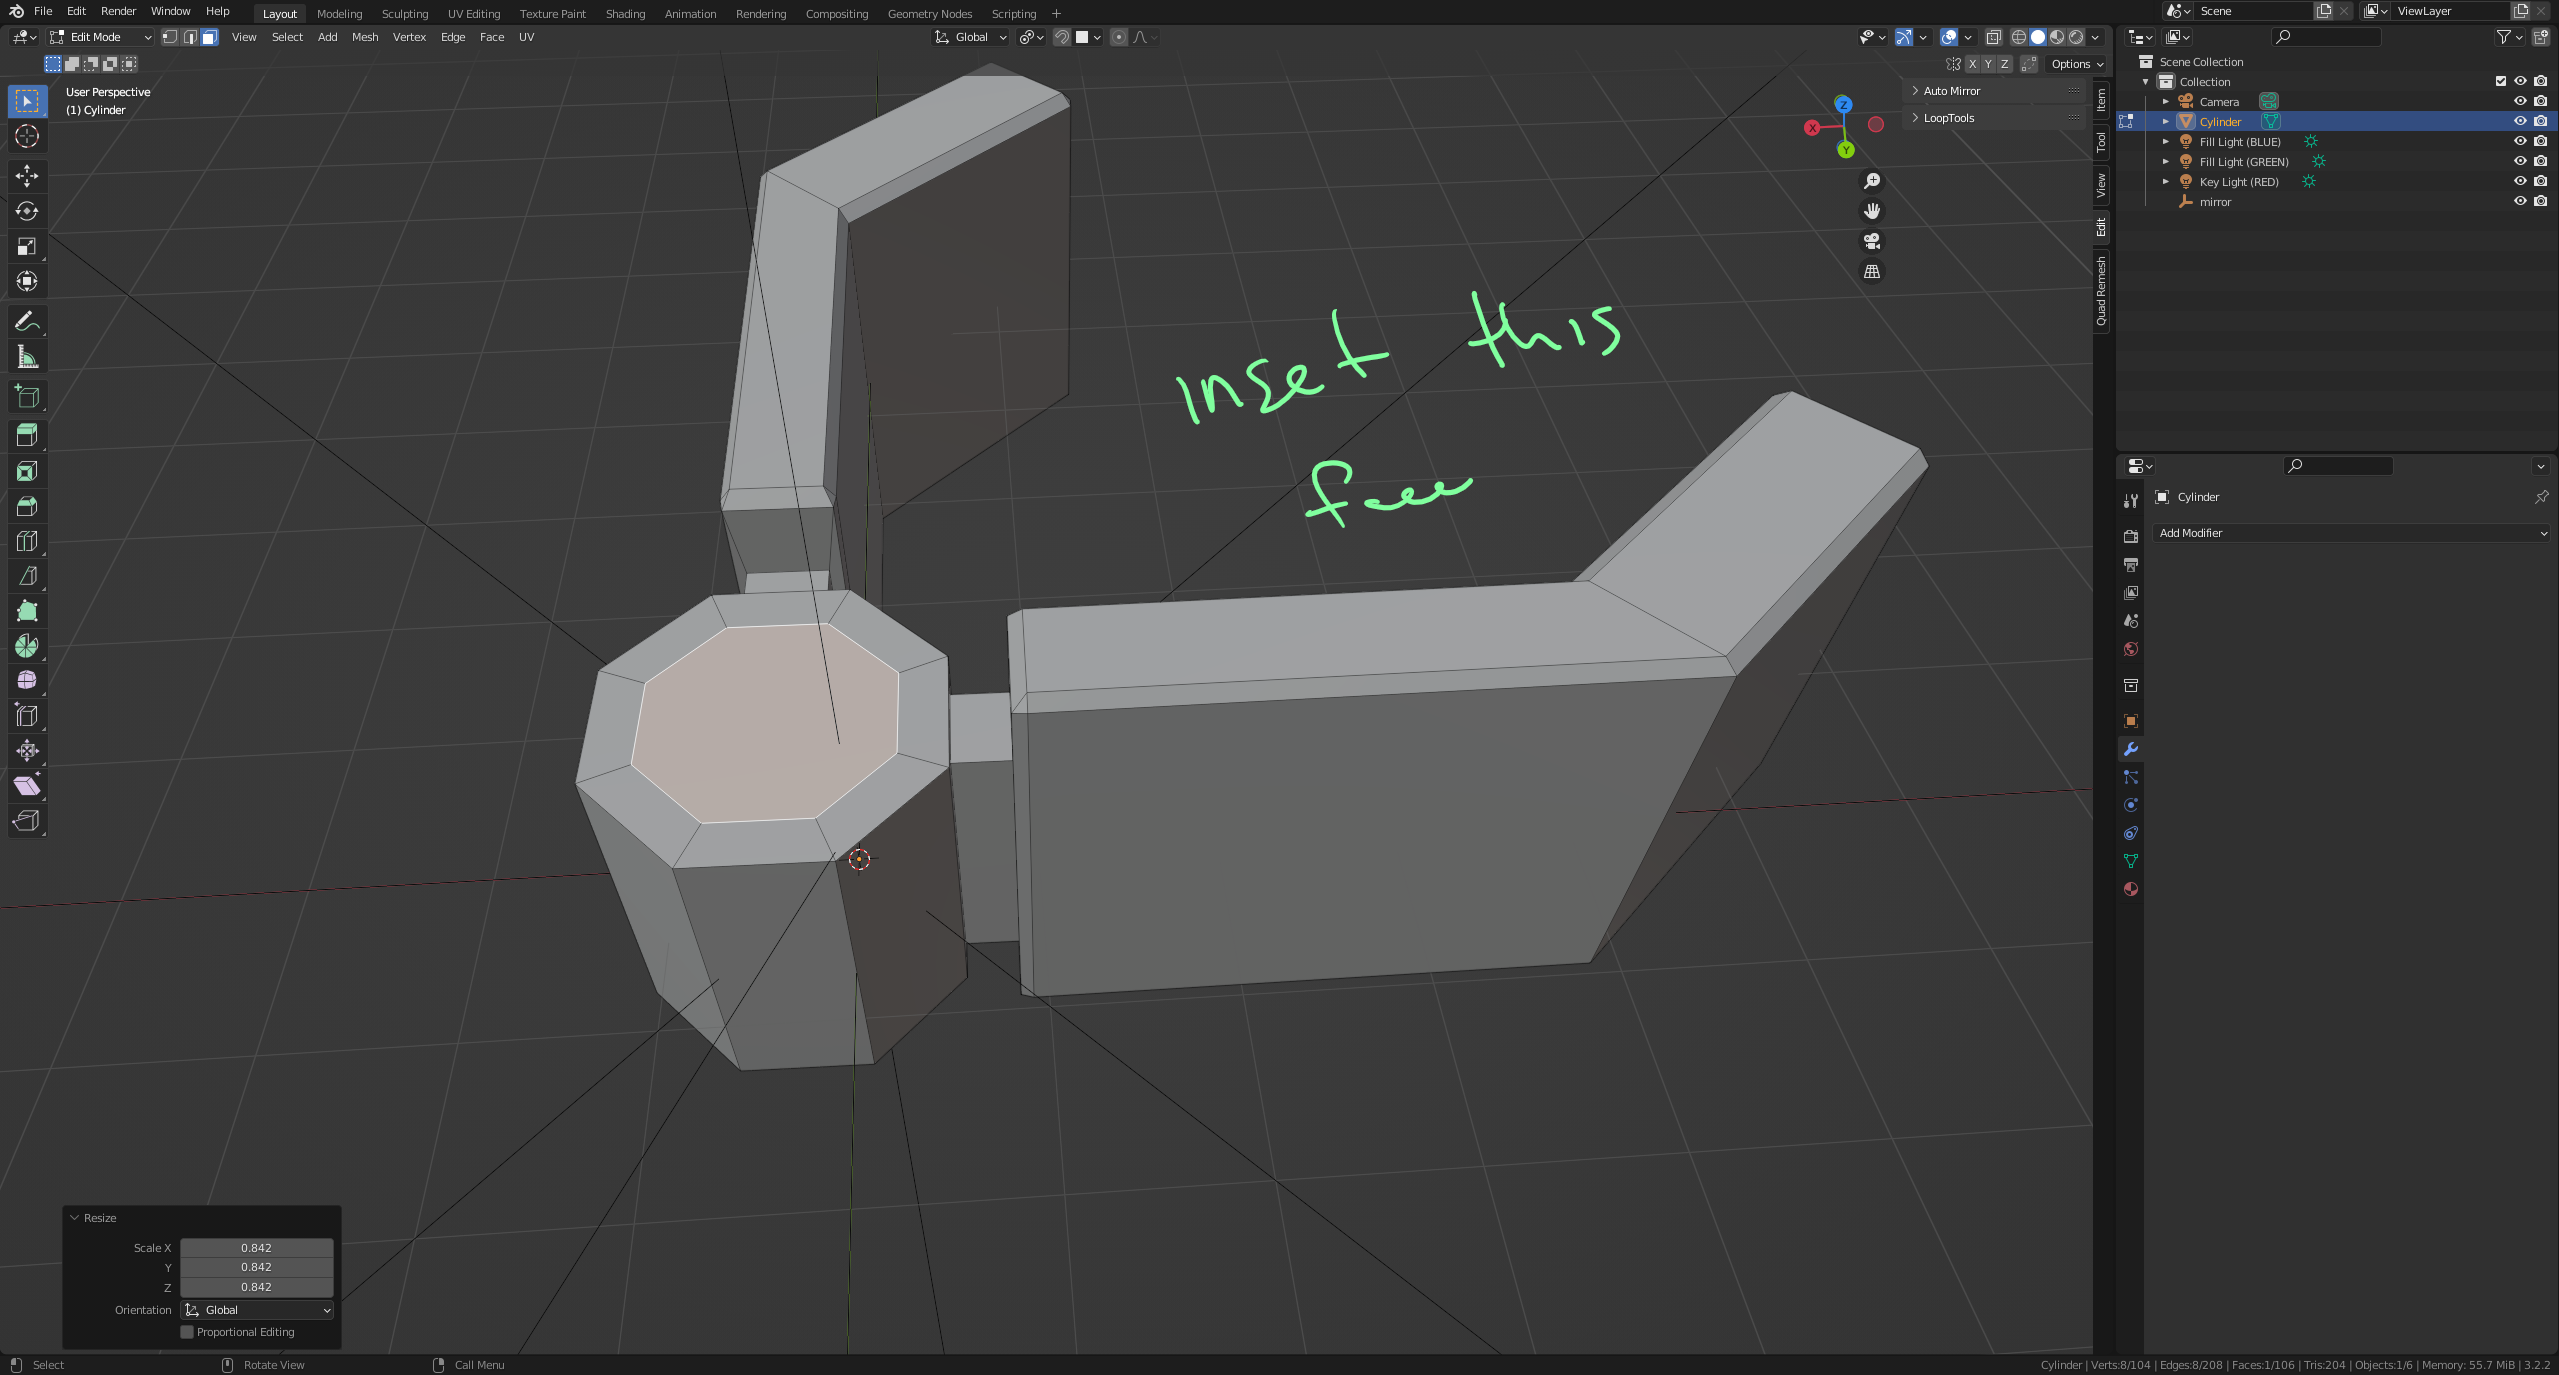 File Edit Render Window Help Layout Modeling Sculpting UV Editing Texture Paint Shading Animation Rendering Compositing Geometry Nodes Scripting + Scene ViewLayer
Edit Mode View Select Add Mesh Vertex Edge Face UV Global
X Y Z Options
User Perspective
(1) Cylinder
Auto Mirror
LoopTools
Z
X
Y
Item
Tool
View
Edit
Quad Remesh
inset this
Scene Collection
Collection
Camera
Cylinder
Fill Light (BLUE)
Fill Light (GREEN)
Key Light (RED)
mirror
Cylinder
Add Modifier
Resize
Scale X 0.842
Y 0.842
Z 0.842
Orientation Global
Proportional Editing
Select Rotate View Call Menu
Cylinder | Verts:8/104 | Edges:8/208 | Faces:1/106 | Tris:204 | Objects:1/6 | Memory: 55.7 MiB | 3.2.2